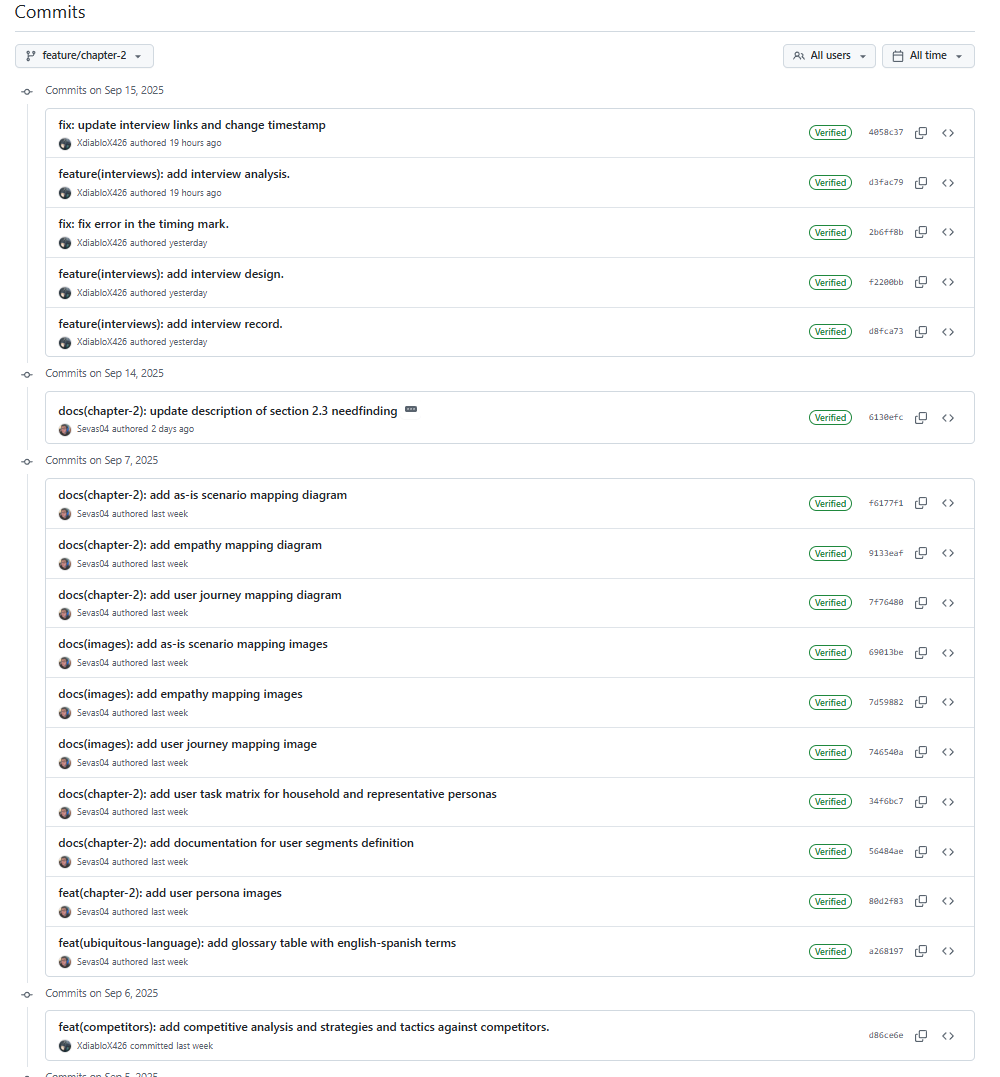 Commits
feature/chapter-2
All users
All time
Commits on Sep 15, 2025
fix: update interview links and change timestamp
XdiabloX426 authored 19 hours ago
Verified
4058c37
feature(interviews): add interview analysis.
XdiabloX426 authored 19 hours ago
Verified
d3fac79
fix: fix error in the timing mark.
XdiabloX426 authored yesterday
Verified
2b6ff8b
feature(interviews): add interview design.
XdiabloX426 authored yesterday
Verified
f2200bb
feature(interviews): add interview record.
XdiabloX426 authored yesterday
Verified
d8fca73
Commits on Sep 14, 2025
docs(chapter-2): update description of section 2.3 needfinding
Sevas04 authored 2 days ago
Verified
6130efc
Commits on Sep 7, 2025
docs(chapter-2): add as-is scenario mapping diagram
Sevas04 authored last week
Verified
f6177f1
docs(chapter-2): add empathy mapping diagram
Sevas04 authored last week
Verified
9133eaf
docs(chapter-2): add user journey mapping diagram
Sevas04 authored last week
Verified
7f76480
docs(images): add as-is scenario mapping images
Sevas04 authored last week
Verified
69013be
docs(images): add empathy mapping images
Sevas04 authored last week
Verified
7d59882
docs(images): add user journey mapping image
Sevas04 authored last week
Verified
746540a
docs(chapter-2): add user task matrix for household and representative personas
Sevas04 authored last week
Verified
34f6bc7
docs(chapter-2): add documentation for user segments definition
Sevas04 authored last week
Verified
56484ae
feat(chapter-2): add user persona images
Sevas04 authored last week
Verified
80d2f83
feat(ubiquitous-language): add glossary table with english-spanish terms
Sevas04 authored last week
Verified
a268197
Commits on Sep 6, 2025
feat(competitors): add competitive analysis and strategies and tactics against competitors.
XdiabloX426 committed last week
d86ce6e
Commits on Sep 5, 2025